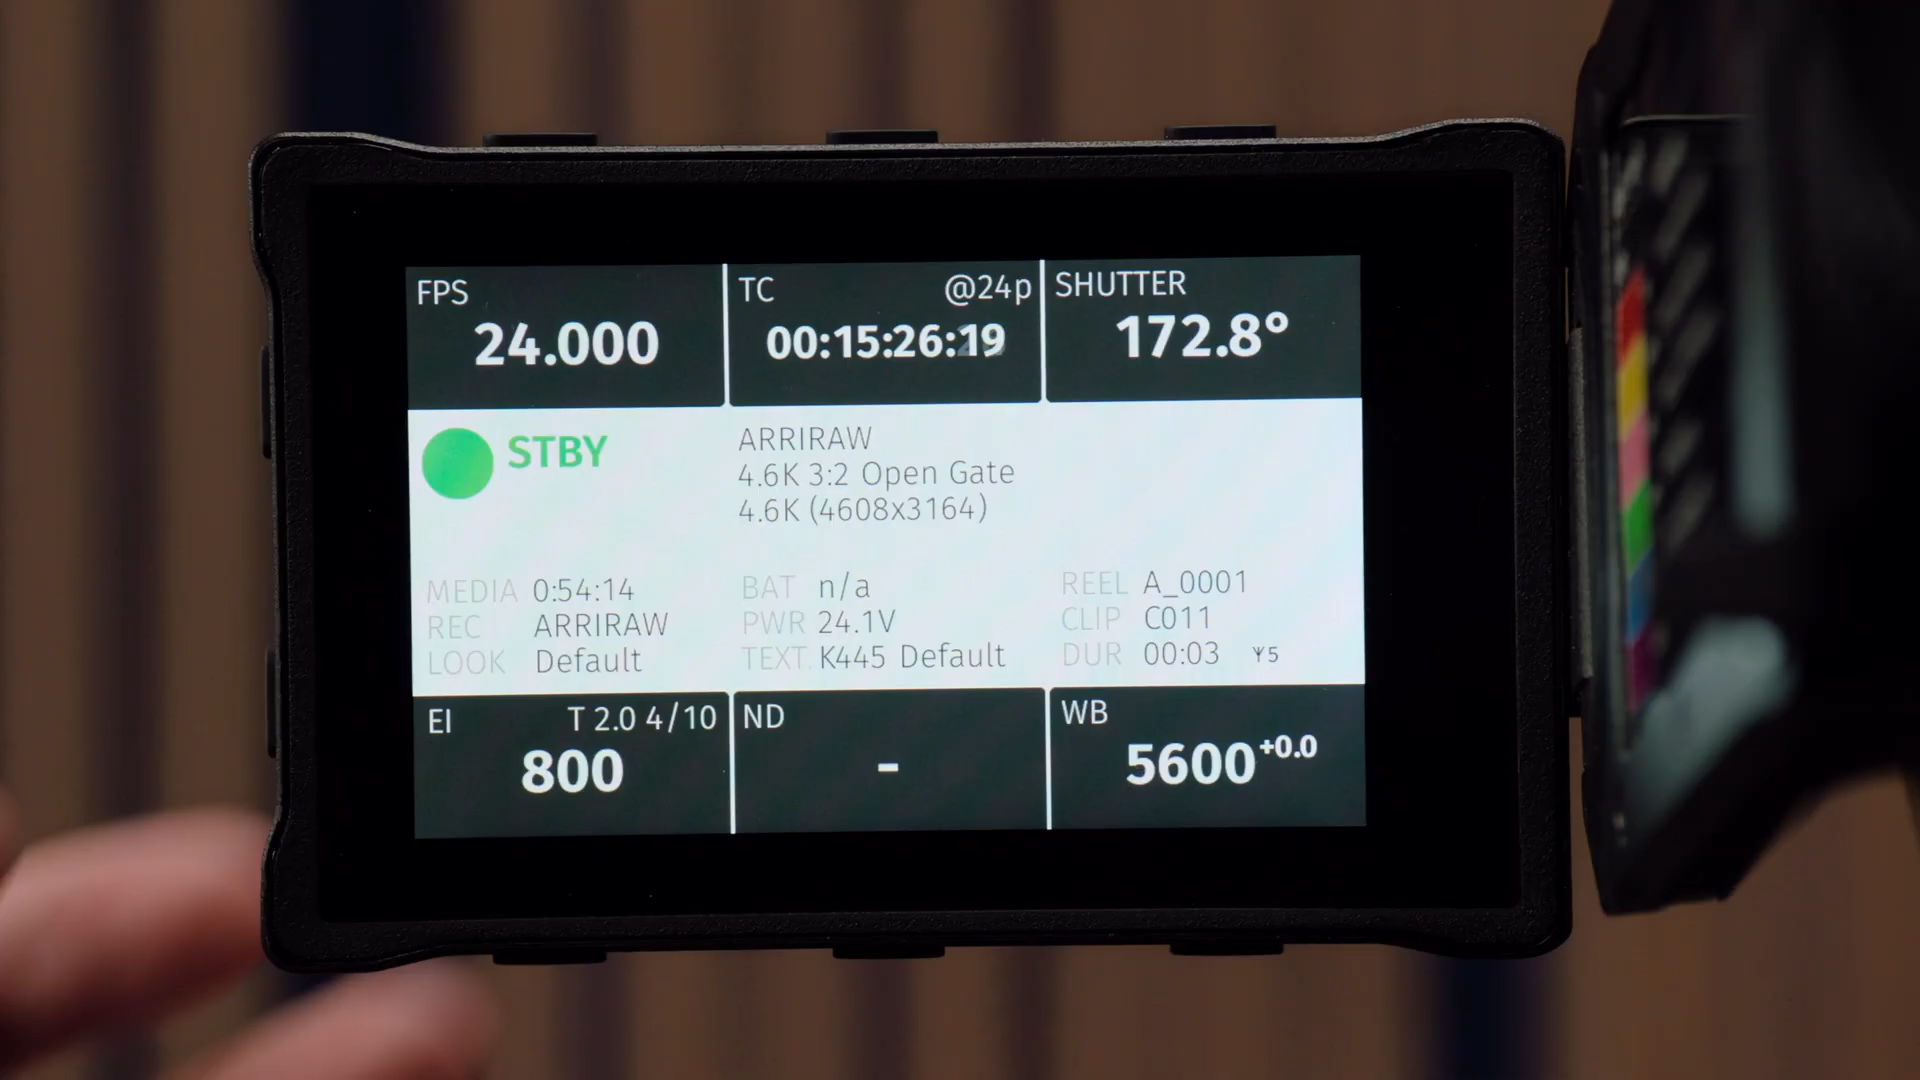 FPS
24.000
TC @24p
00:15:26:19
SHUTTER
172.8°
STBY
ARRIRAW
4.6K 3:2 Open Gate
4.6K (4608x3164)
MEDIA 0:54:14
REC ARRIRAW
LOOK Default
BAT n/a
PWR 24.1V
TEXT K445 Default
REEL A_0001
CLIP C011
DUR 00:03 5
EI T 2.0 4/10
800
ND
-
WB
5600+0.0